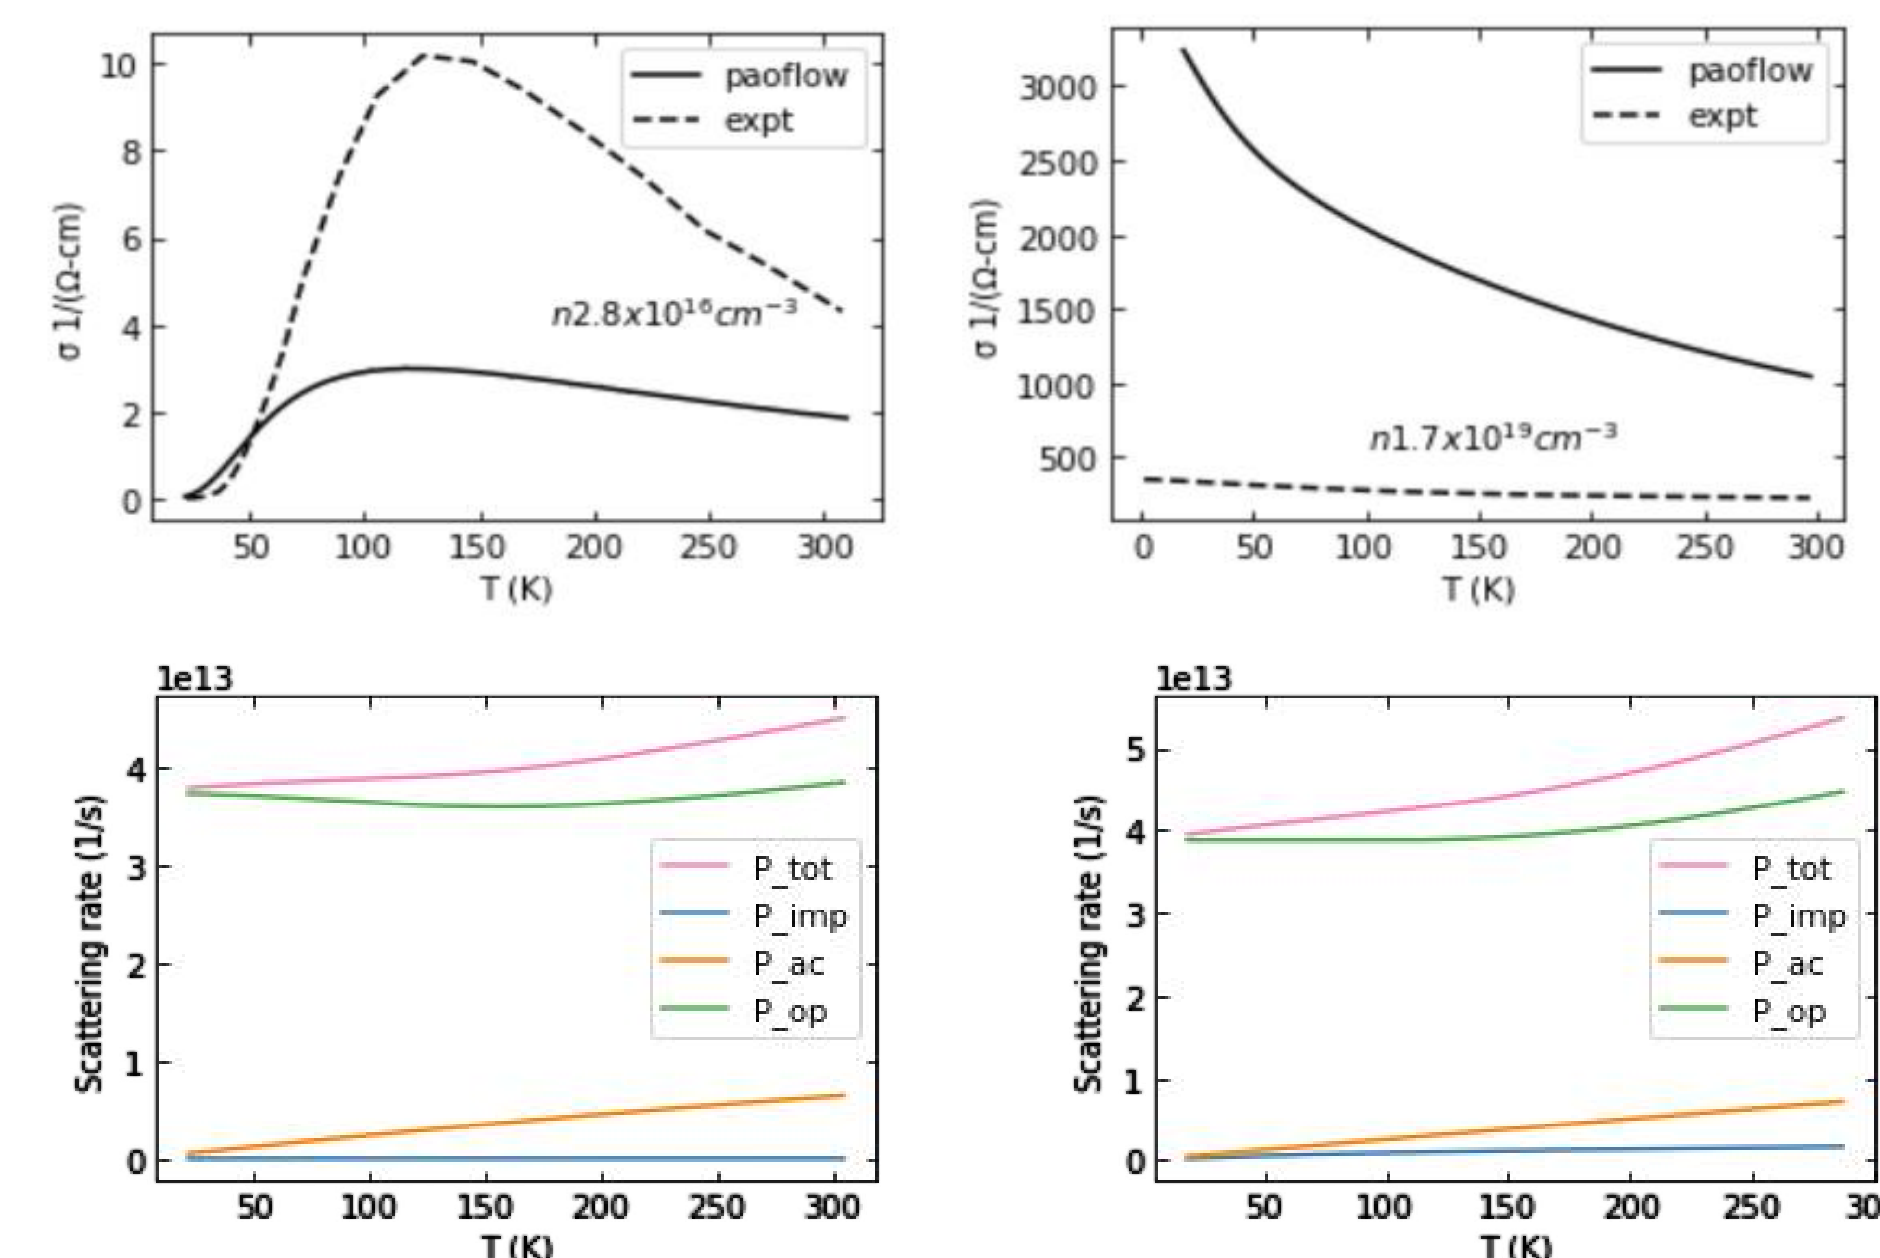 10
8
6
4
2
0
σ 1/(Ω-cm)
paoflow
expt
n2.8x10¹⁶cm⁻³
50 100 150 200 250 300
T (K)
3000
2500
2000
1500
1000
500
σ 1/(Ω-cm)
paoflow
expt
n1.7x10¹⁹cm⁻³
0 50 100 150 200 250 300
T (K)
1e13
4
3
2
1
0
Scattering rate (1/s)
P_tot
P_imp
P_ac
P_op
50 100 150 200 250 300
T (K)
1e13
5
4
3
2
1
0
Scattering rate (1/s)
P_tot
P_imp
P_ac
P_op
50 100 150 200 250 30
T (K)